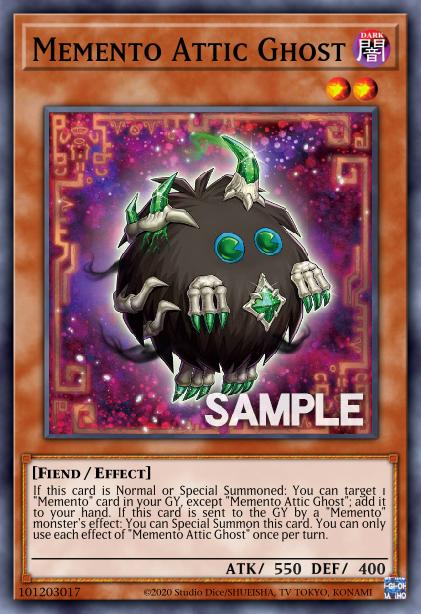 MEMENTO ATTIC GHOST
DARK
闇
SAMPLE
[FIEND / EFFECT]
If this card is Normal or Special Summoned: You can target 1
"Memento" card in your GY, except "Memento Attic Ghost"; add it
to your hand. If this card is sent to the GY by a "Memento"
monster's effect: You can Special Summon this card. You can only
use each effect of "Memento Attic Ghost" once per turn.
ATK/ 550 DEF/ 400
101203017
©2020 Studio Dice/SHUEISHA, TV TOKYO, KONAMI